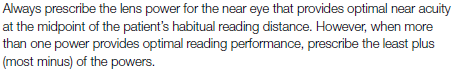 Always prescribe the lens power for the near eye that provides optimal near acuity
at the midpoint of the patient's habitual reading distance. However, when more
than one power provides optimal reading performance, prescribe the least plus
(most minus) of the powers.